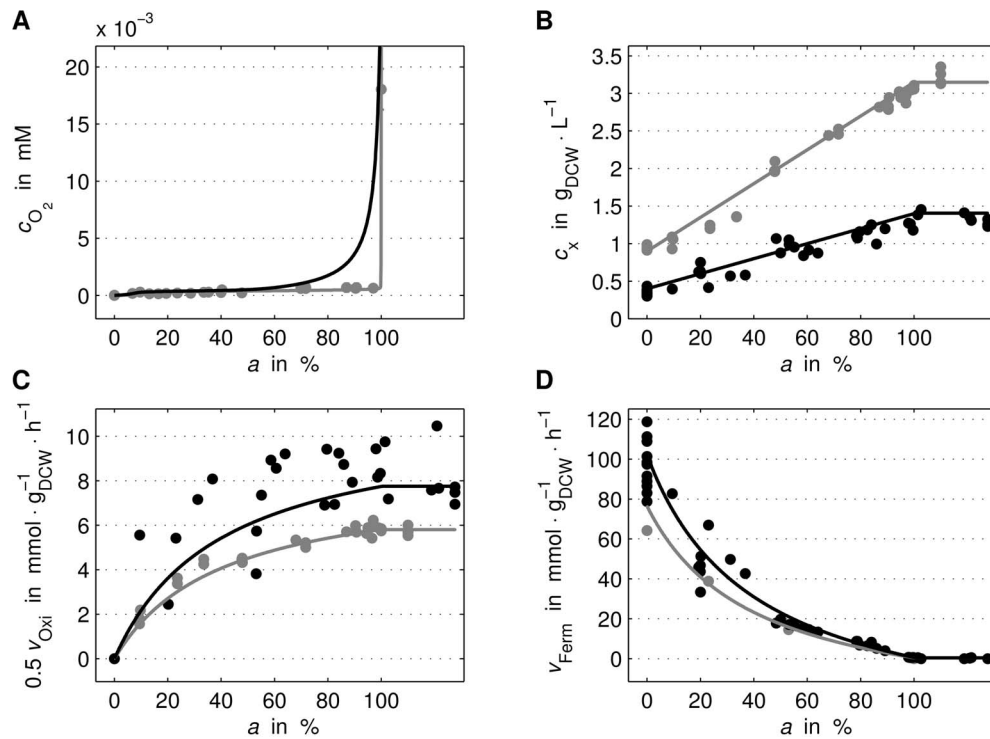 A
x 10⁻³
20
15
10
5
0
c_O₂ in mM
0 20 40 60 80 100
a in %
B
3.5
3
2.5
2
1.5
1
0.5
0
c_x in g_DCW · L⁻¹
0 20 40 60 80 100
a in %
C
10
8
6
4
2
0
0.5 v_Oxi in mmol · g⁻¹_DCW · h⁻¹
0 20 40 60 80 100
a in %
D
120
100
80
60
40
20
0
v_Ferm in mmol · g⁻¹_DCW · h⁻¹
0 20 40 60 80 100
a in %